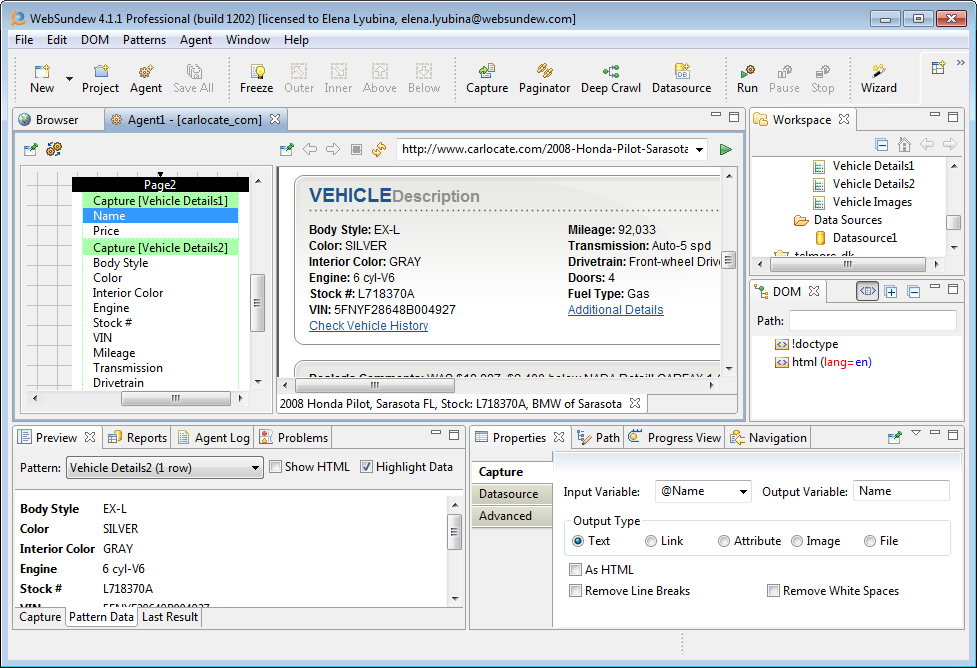 WebSundew 4.1.1 Professional (build 1202) [licensed to Elena Lyubina, elena.lyubina@websundew.com]
File Edit DOM Patterns Agent Window Help
New Project Agent Save All Freeze Outer Inner Above Below Capture Paginator Deep Crawl Datasource Run Pause Stop Wizard
Browser
Agent1 - [carlocate_com]
http://www.carlocate.com/2008-Honda-Pilot-Sarasota
Page2
Capture [Vehicle Details1]
Name
Price
Capture [Vehicle Details2]
Body Style
Color
Interior Color
Engine
Stock #
VIN
Mileage
Transmission
Drivetrain
VEHICLEDescription
Body Style: EX-L
Color: SILVER
Interior Color: GRAY
Engine: 6 cyl-V6
Stock #: L718370A
VIN: 5FNYF28648B004927
Check Vehicle History
Mileage: 92,033
Transmission: Auto-5 spd
Drivetrain: Front-wheel Drive
Doors: 4
Fuel Type: Gas
Additional Details
2008 Honda Pilot, Sarasota FL, Stock: L718370A, BMW of Sarasota
Workspace
Vehicle Details1
Vehicle Details2
Vehicle Images
Data Sources
Datasource1
telmore_dk
DOM
Path:
!doctype
html (lang=en)
Preview Reports Agent Log Problems
Pattern: Vehicle Details2 (1 row) Show HTML Highlight Data
Body Style EX-L
Color SILVER
Interior Color GRAY
Engine 6 cyl-V6
Stock # L718370A
VIN 5FNYF28648B004927
Capture Pattern Data Last Result
Properties Path Progress View Navigation
Capture
Datasource
Advanced
Input Variable: @Name Output Variable: Name
Output Type
Text Link Attribute Image File
As HTML
Remove Line Breaks Remove White Spaces